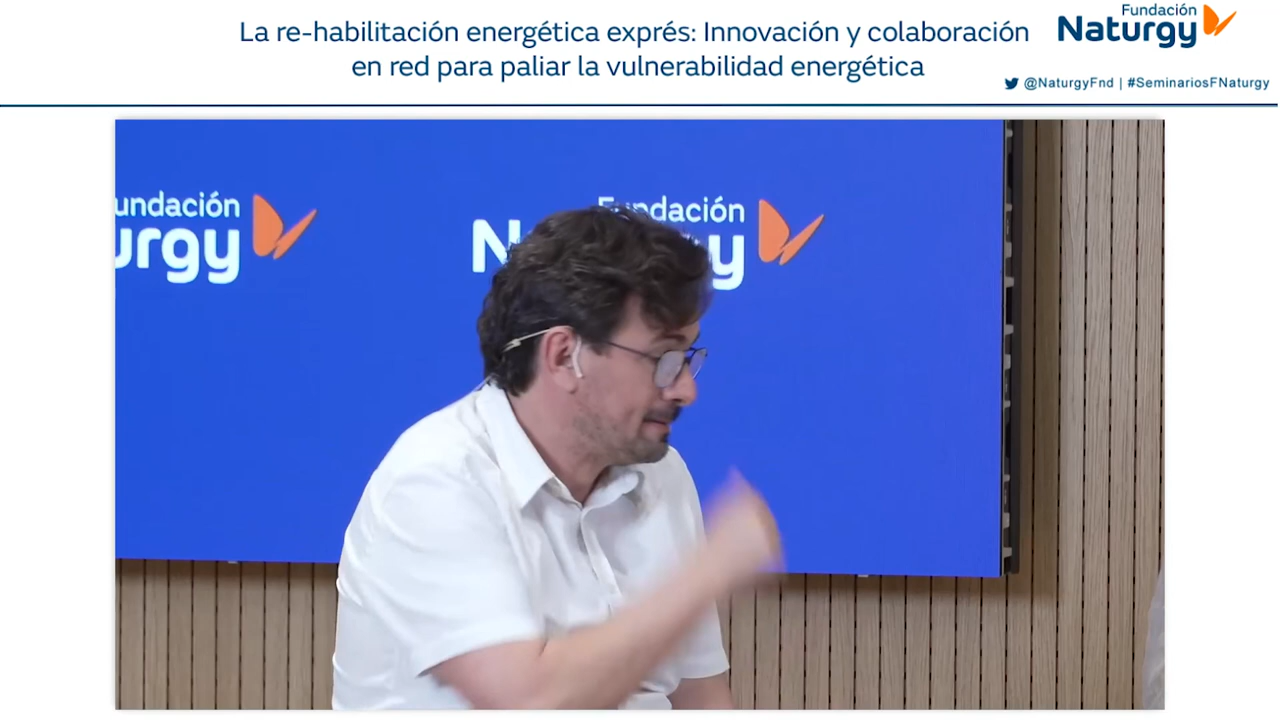 La re-habilitación energética exprés: Innovación y colaboración
en red para paliar la vulnerabilidad energética
Fundación
Naturgy
@NaturgyFnd | #SeminariosFNaturgy
undación
urgy
Fundación
N gy